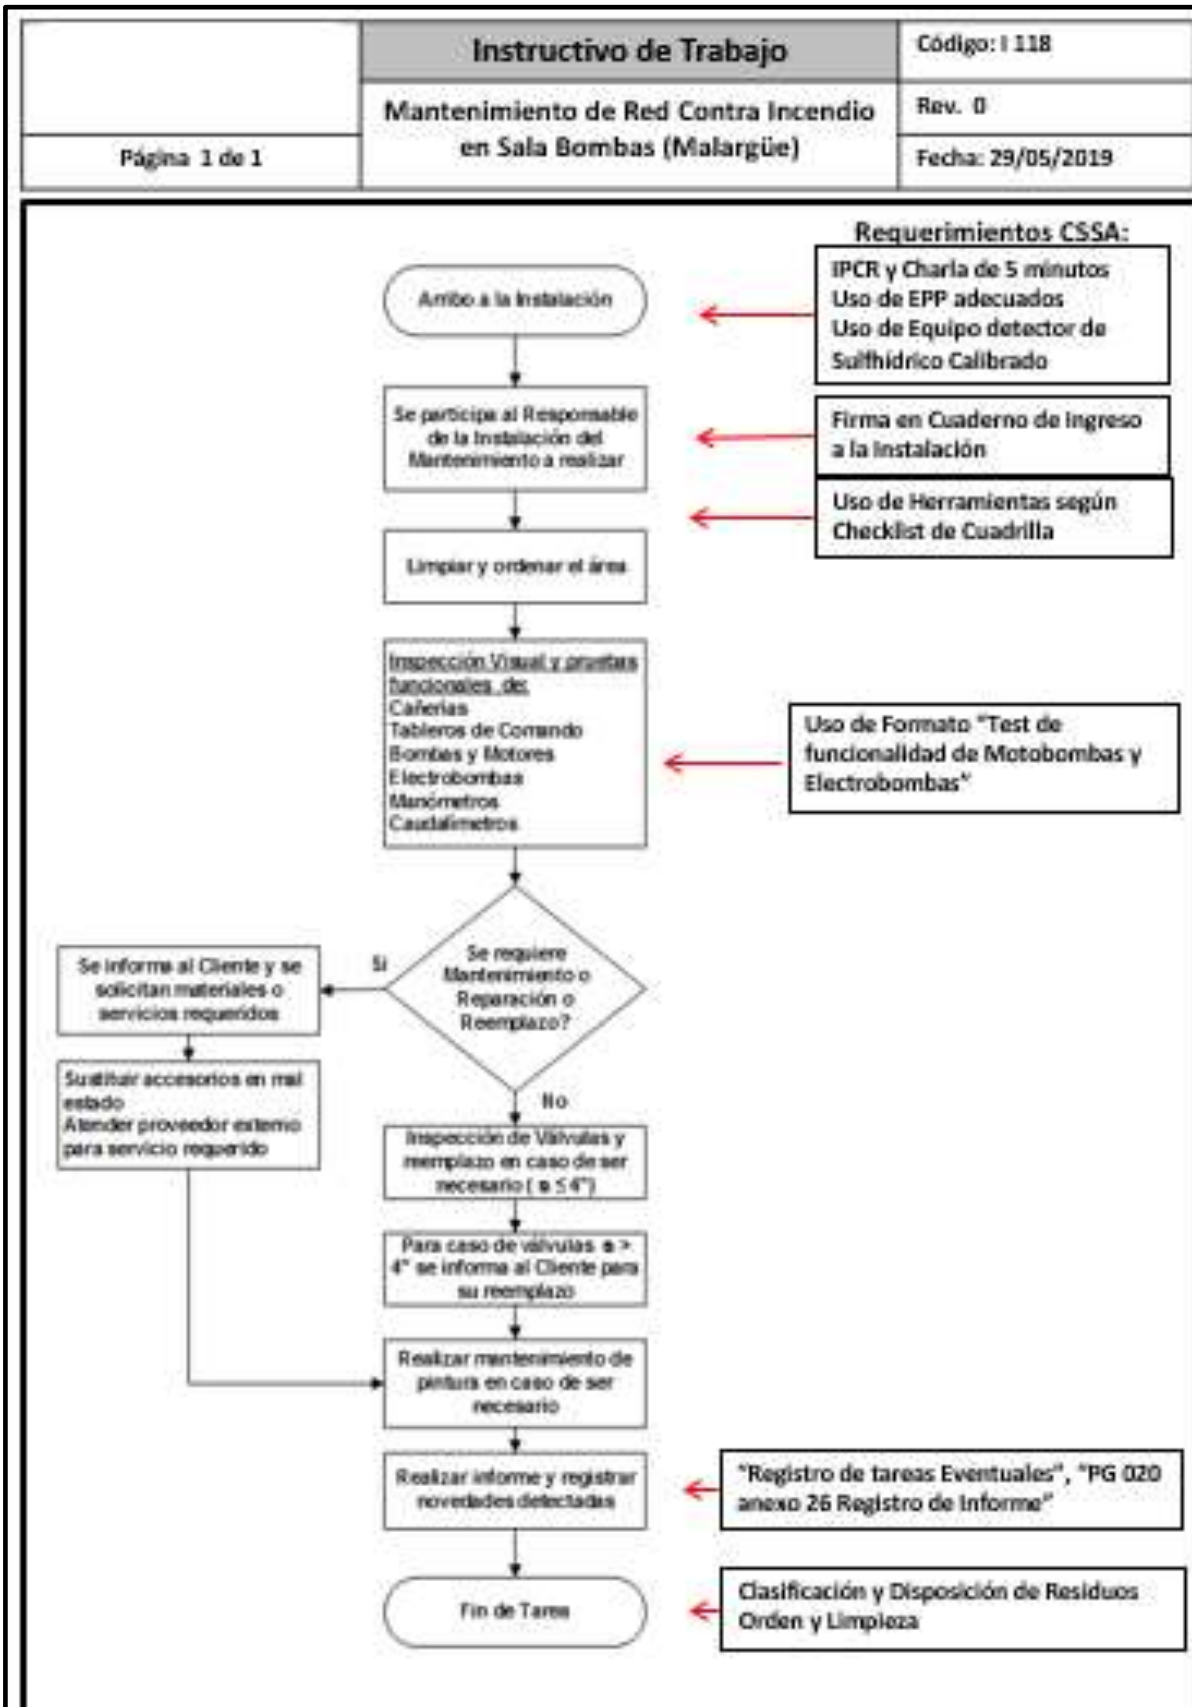 Instructivo de Trabajo
Código: I 118
Mantenimiento de Red Contra Incendio
en Sala Bombas (Malargüe)
Rev. 0
Página 1 de 1
Fecha: 29/05/2019
Requerimientos CSSA:
Arribo a la Instalación
IPCR y Charla de 5 minutos
Uso de EPP adecuados
Uso de Equipo detector de
Sulfhídrico Calibrado
Se participa al Responsable
de la Instalación del
Mantenimiento a realizar
Firma en Cuaderno de Ingreso
a la Instalación
Uso de Herramientas según
Checklist de Cuadrilla
Limpiar y ordenar el área
Inspección Visual y pruebas
funcionales de:
Cañerías
Tableros de Comando
Bombas y Motores
Electrobombas
Manómetros
Caudalímetros
Uso de Formato "Test de
funcionalidad de Motobombas y
Electrobombas"
Se requiere
Mantenimiento o
Reparación o
Reemplazo?
Si
Se informa al Cliente y se
solicitan materiales o
servicios requeridos
Sustituir accesorios en mal
estado
Atender proveedor externo
para servicio requerido
No
Inspección de Válvulas y
reemplazo en caso de ser
necesario ( ≤ 4")
Para caso de válvulas >
4" se informa al Cliente para
su reemplazo
Realizar mantenimiento de
pintura en caso de ser
necesario
Realizar informe y registrar
novedades detectadas
"Registro de tareas Eventuales", "PG 020
anexo 26 Registro de Informe"
Fin de Tarea
Clasificación y Disposición de Residuos
Orden y Limpieza